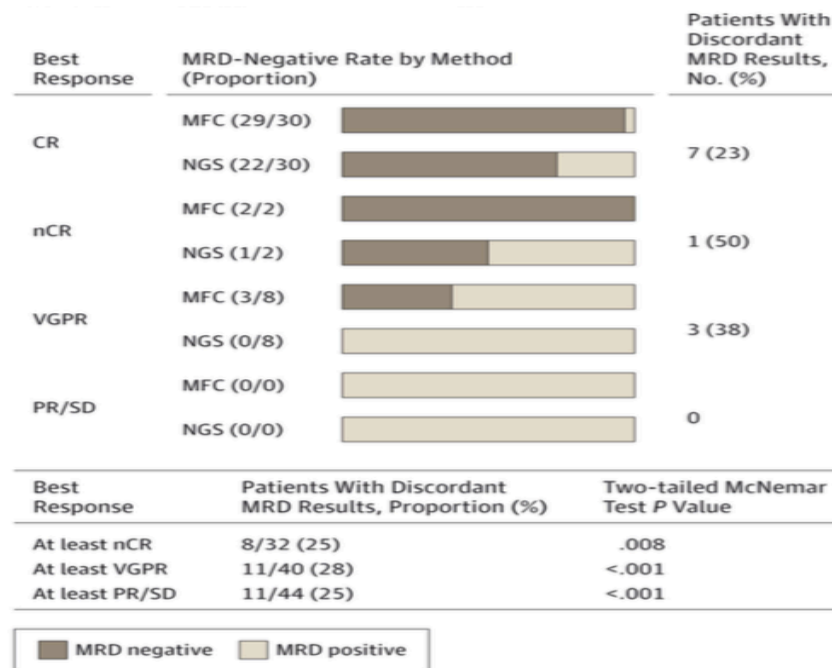 Best
Response
MRD-Negative Rate by Method
(Proportion)
Patients With
Discordant
MRD Results,
No. (%)
CR
MFC (29/30)
NGS (22/30)
7 (23)
nCR
MFC (2/2)
NGS (1/2)
1 (50)
VGPR
MFC (3/8)
NGS (0/8)
3 (38)
PR/SD
MFC (0/0)
NGS (0/0)
0
Best
Response
Patients With Discordant
MRD Results, Proportion (%)
Two-tailed McNemar
Test P Value
At least nCR 8/32 (25) .008
At least VGPR 11/40 (28) <.001
At least PR/SD 11/44 (25) <.001
MRD negative MRD positive